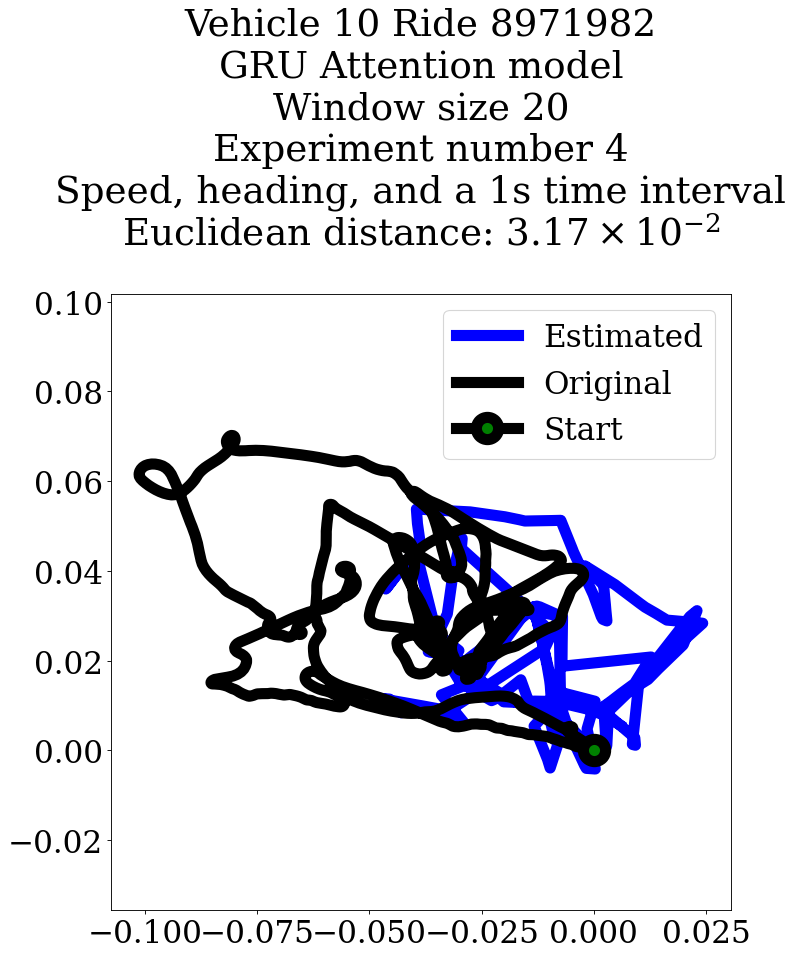 Vehicle 10 Ride 8971982
GRU Attention model
Window size 20
Experiment number 4
Speed, heading, and a 1s time interval
Euclidean distance: 3.17 × 10⁻²
Estimated
Original
Start
0.10
0.08
0.06
0.04
0.02
0.00
−0.02
−0.100 −0.075 −0.050 −0.025 0.000 0.025